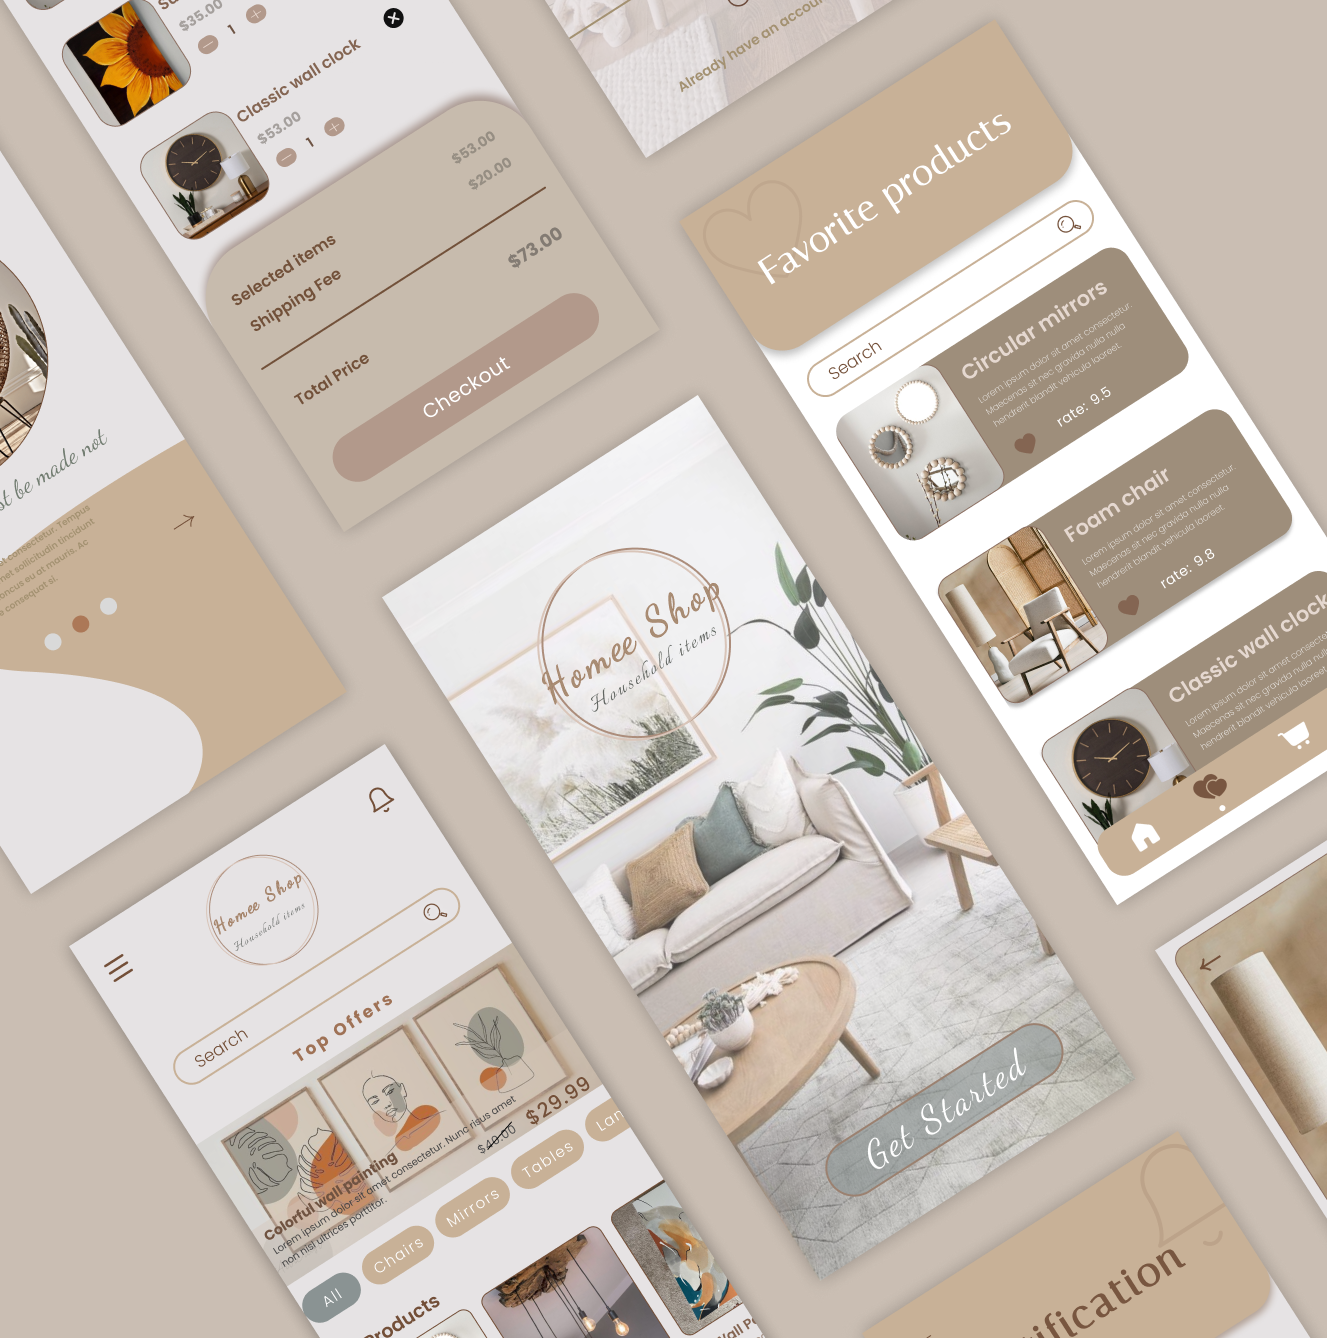 $35.00
1
Classic wall clock
$53.00
1
Selected items
$53.00
Shipping Fee
$20.00
Total Price
$73.00
Checkout
Already have an accou
Favorite products
Search
Circular mirrors
Lorem ipsum dolor sit amet consectetur.
Maecenas sit nec gravida nulla nulla
hendrerit blandit vehicula laoreet.
rate: 9.5
Foam chair
Lorem ipsum dolor sit amet consectetur.
Maecenas sit nec gravida nulla nulla
hendrerit blandit vehicula laoreet.
rate: 9.8
Classic wall clock
Lorem ipsum dolor sit amet consectet
Maecenas sit nec gravida nulla null
hendrerit blandit vehicula laoreet.
st be made not
t consectetur. Tempus
met sollicitudin tincidunt
oncus eu at mauris. Ac
e consequat si.
Homee Shop
Household items
Get Started
Homee Shop
Household items
Search
Top Offers
Colorful wall painting
Lorem ipsum dolor sit amet consectetur. Nunc risus amet
non nisl ultrices porttitor.
$40.00
$29.99
All
Chairs
Mirrors
Tables
Lan
Products
Wall Pa
ification